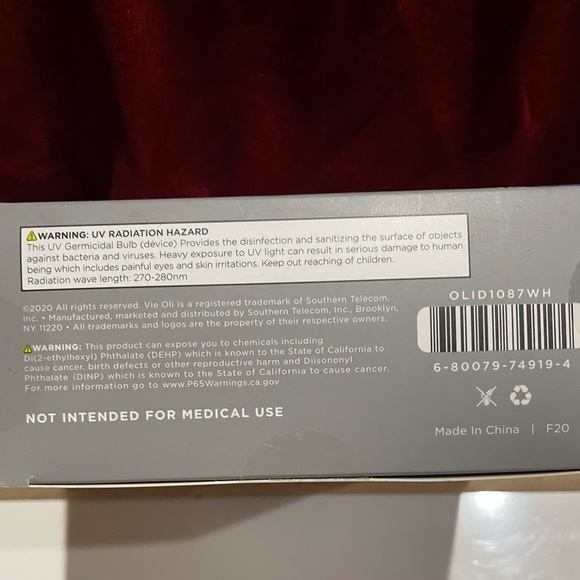 WARNING: UV RADIATION HAZARD
This UV Germicidal Bulb (device) Provides the disinfection and sanitizing the surface of objects
against bacteria and viruses. Heavy exposure to UV light can result in serious damage to human
being which includes painful eyes and skin irritations. Keep out reaching of children.
Radiation wave length: 270-280nm
©2020 All rights reserved. Vie Oli is a registered trademark of Southern Telecom,
Inc. • Manufactured, marketed and distributed by Southern Telecom, Inc., Brooklyn,
NY 11220 • All trademarks and logos are the property of their respective owners.
WARNING: This product can expose you to chemicals including
Di(2-ethylhexyl) Phthalate (DEHP) which is known to the State of California to
cause cancer, birth defects or other reproductive harm and Diisononyl
Phthalate (DINP) which is known to the State of California to cause cancer.
For more information go to www.P65Warnings.ca.gov
NOT INTENDED FOR MEDICAL USE
OLID1087WH
6-80079-74919-4
Made In China | F20